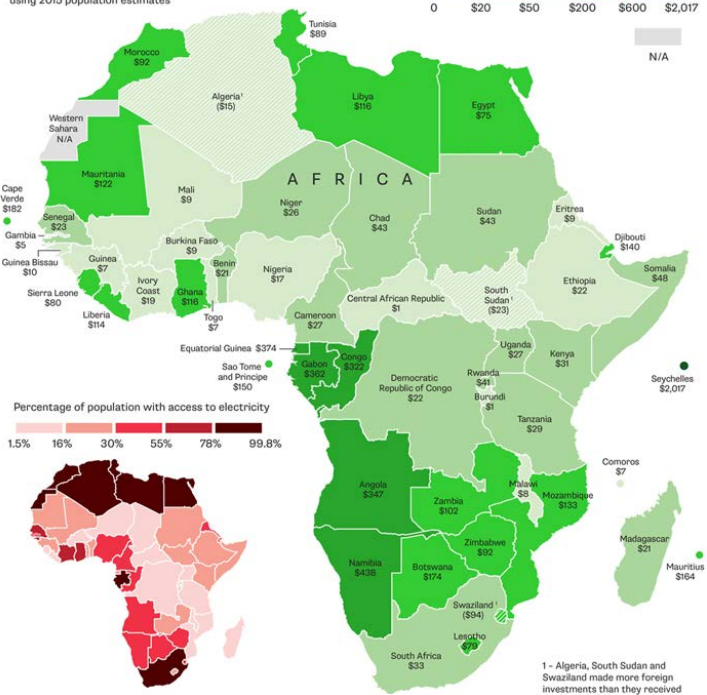 using 2015 population estimates
0 $20 $50 $200 $600 $2,017
N/A
Tunisia
$89
Morocco
$92
Algeria¹
($15)
Libya
$116
Egypt
$75
Western
Sahara
N/A
Mauritania
$122
Mali
$9
AFRICA
Niger
$26
Chad
$43
Sudan
$43
Eritrea
$9
Djibouti
$140
Cape
Verde
$182
Senegal
$23
Gambia
$5
Guinea Bissau
$10
Guinea
$7
Sierra Leone
$80
Liberia
$114
Ivory
Coast
$19
Burkina Faso
$9
Ghana
$116
Togo
$7
Benin
$21
Nigeria
$17
Cameroon
$27
Central African Republic
$1
South
Sudan¹
($23)
Ethiopia
$22
Somalia
$48
Equatorial Guinea $374
Sao Tome
and Principe
$150
Gabon
$362
Congo
$322
Democratic
Republic of Congo
$22
Uganda
$27
Kenya
$31
Rwanda
$41
Burundi
$1
Tanzania
$29
Seychelles
$2,017
Percentage of population with access to electricity
1.5% 16% 30% 55% 78% 99.8%
Angola
$347
Zambia
$102
Malawi
$8
Mozambique
$133
Comoros
$7
Madagascar
$21
Mauritius
$164
Namibia
$438
Botswana
$174
Zimbabwe
$92
Swaziland¹
($94)
Lesotho
$79
South Africa
$33
1 - Algeria, South Sudan and
Swaziland made more foreign
investments than they received